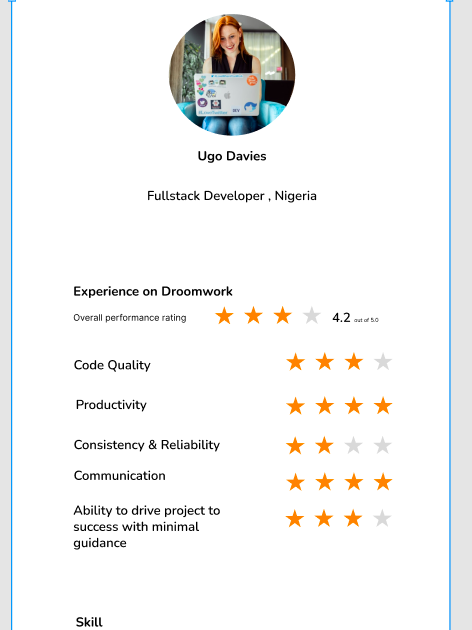 Ugo Davies
Fullstack Developer , Nigeria
Experience on Droomwork
Overall performance rating 4.2 out of 5.0
Code Quality
Productivity
Consistency & Reliability
Communication
Ability to drive project to
success with minimal
guidance
Skill